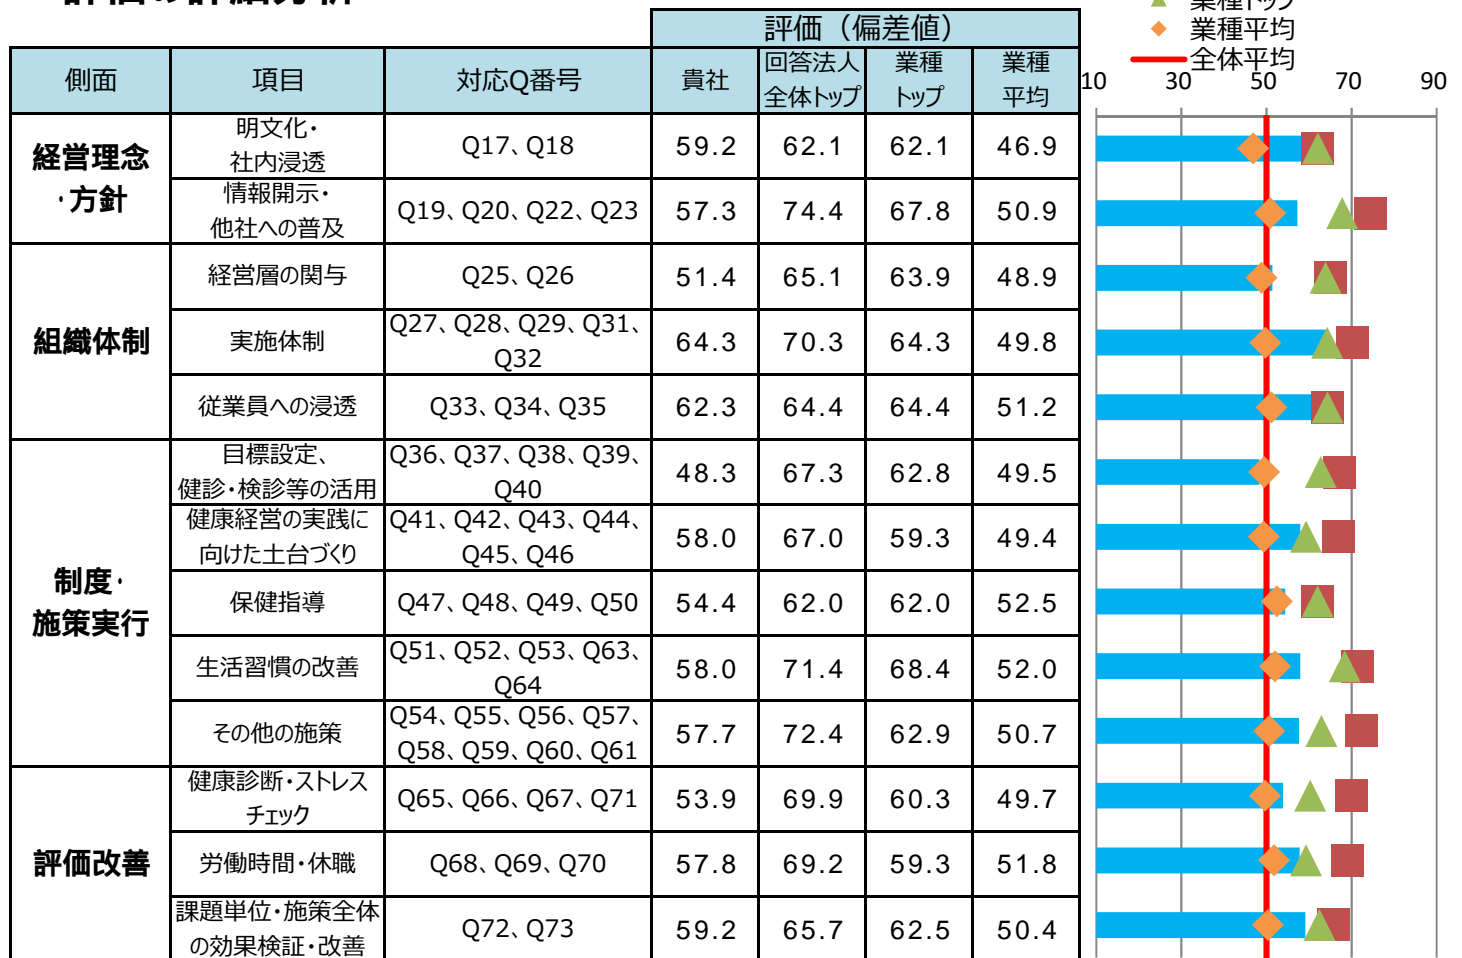 評価の詳細分析
業種トップ
業種平均
全体平均
評価（偏差値）
側面 項目 対応Q番号 貴社 回答法人全体トップ 業種トップ 業種平均
10 30 50 70 90
経営理念・方針
明文化・社内浸透 Q17、Q18 59.2 62.1 62.1 46.9
情報開示・他社への普及 Q19、Q20、Q22、Q23 57.3 74.4 67.8 50.9
組織体制
経営層の関与 Q25、Q26 51.4 65.1 63.9 48.9
実施体制 Q27、Q28、Q29、Q31、Q32 64.3 70.3 64.3 49.8
従業員への浸透 Q33、Q34、Q35 62.3 64.4 64.4 51.2
制度・施策実行
目標設定、健診・検診等の活用 Q36、Q37、Q38、Q39、Q40 48.3 67.3 62.8 49.5
健康経営の実践に向けた土台づくり Q41、Q42、Q43、Q44、Q45、Q46 58.0 67.0 59.3 49.4
保健指導 Q47、Q48、Q49、Q50 54.4 62.0 62.0 52.5
生活習慣の改善 Q51、Q52、Q53、Q63、Q64 58.0 71.4 68.4 52.0
その他の施策 Q54、Q55、Q56、Q57、Q58、Q59、Q60、Q61 57.7 72.4 62.9 50.7
評価改善
健康診断・ストレスチェック Q65、Q66、Q67、Q71 53.9 69.9 60.3 49.7
労働時間・休職 Q68、Q69、Q70 57.8 69.2 59.3 51.8
課題単位・施策全体の効果検証・改善 Q72、Q73 59.2 65.7 62.5 50.4